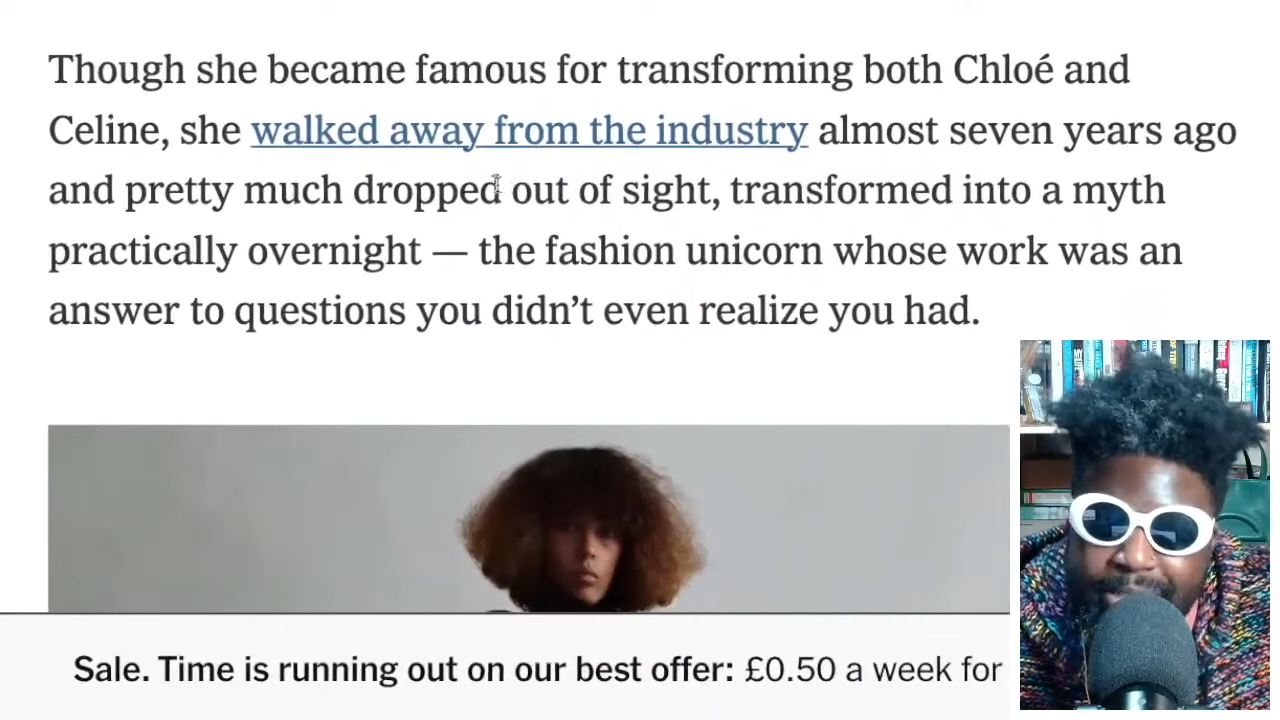 Though she became famous for transforming both Chloé and
Celine, she walked away from the industry almost seven years ago
and pretty much dropped out of sight, transformed into a myth
practically overnight — the fashion unicorn whose work was an
answer to questions you didn’t even realize you had.
Sale. Time is running out on our best offer: £0.50 a week for